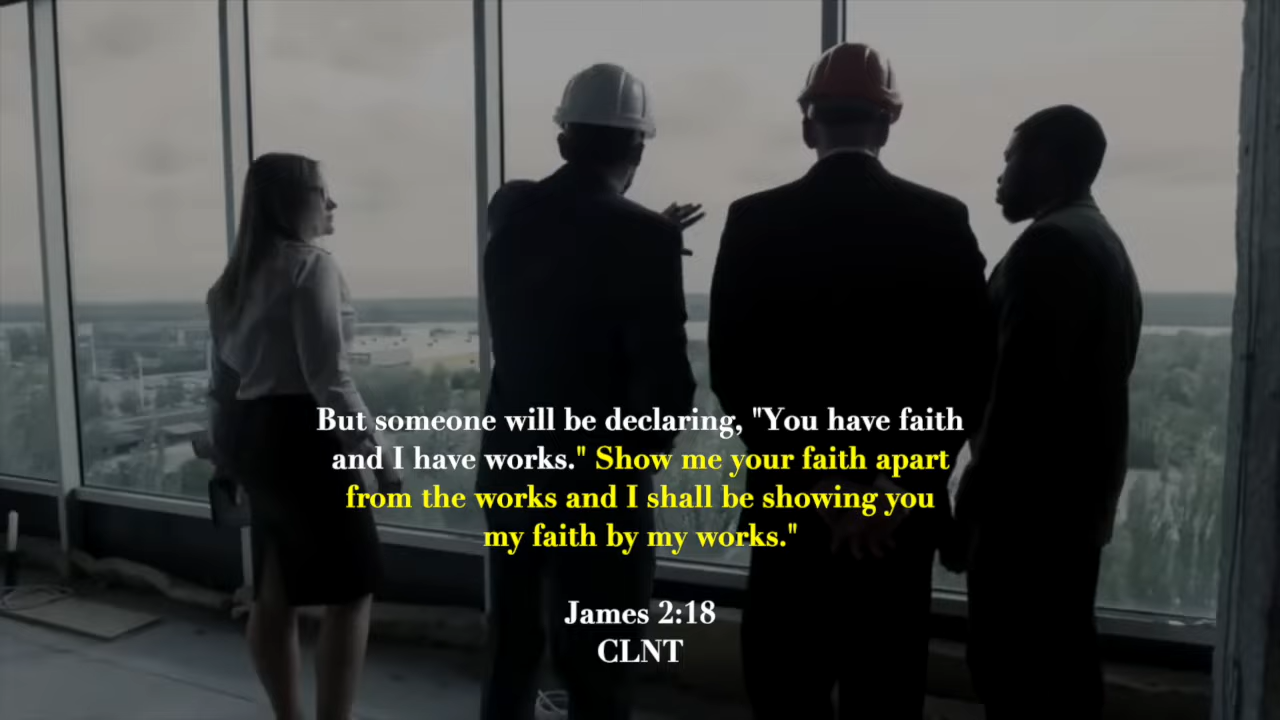 But someone will be declaring, "You have faith
and I have works." Show me your faith apart
from the works and I shall be showing you
my faith by my works."
James 2:18
CLNT